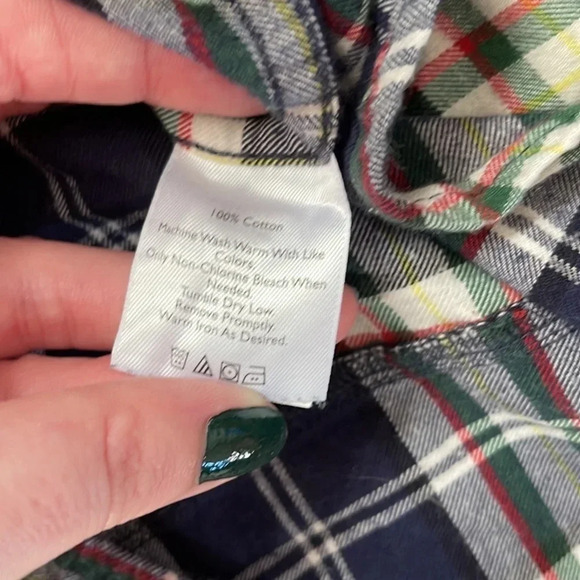 100% Cotton
Machine Wash Warm With Like
Colors.
Only Non-Chlorine Bleach When
Needed.
Tumble Dry Low.
Remove Promptly.
Warm Iron As Desired.